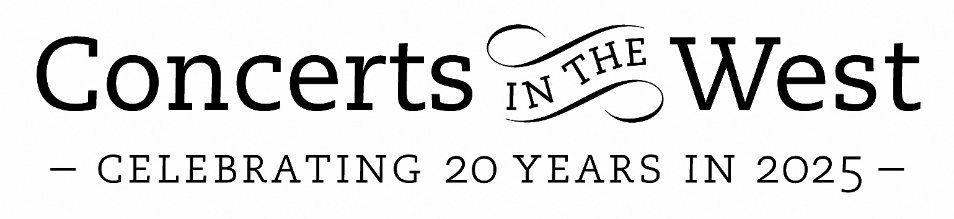 Concerts IN THE West
– CELEBRATING 20 YEARS IN 2025 –